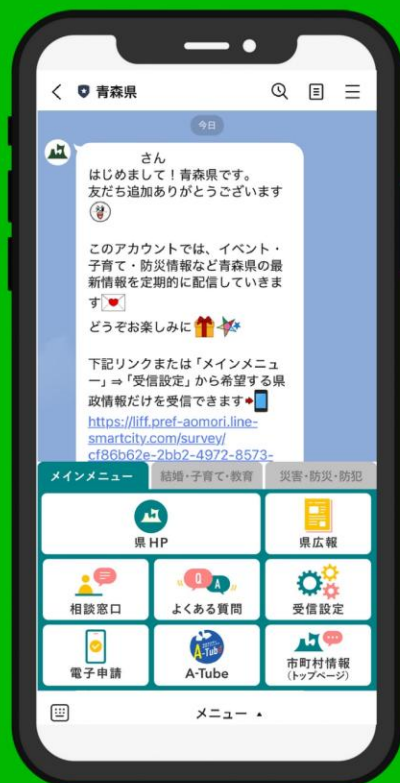 青森県
今日
さん
はじめまして！青森県です。
友だち追加ありがとうございます
このアカウントでは、イベント・
子育て・防災情報など青森県の最
新情報を定期的に配信していきま
す
どうぞお楽しみに
下記リンクまたは「メインメニュ
ー」⇒「受信設定」から希望する県
政情報だけを受信できます
https://liff.pref-aomori.line-
smartcity.com/survey/
cf86b62e-2bb2-4972-8573-
メインメニュー 結婚・子育て・教育 災害・防災・防犯
県HP 県広報
Q A
相談窓口 よくある質問 受信設定
A-Tube
電子申請 A-Tube 市町村情報
(トップページ)
メニュー ▲